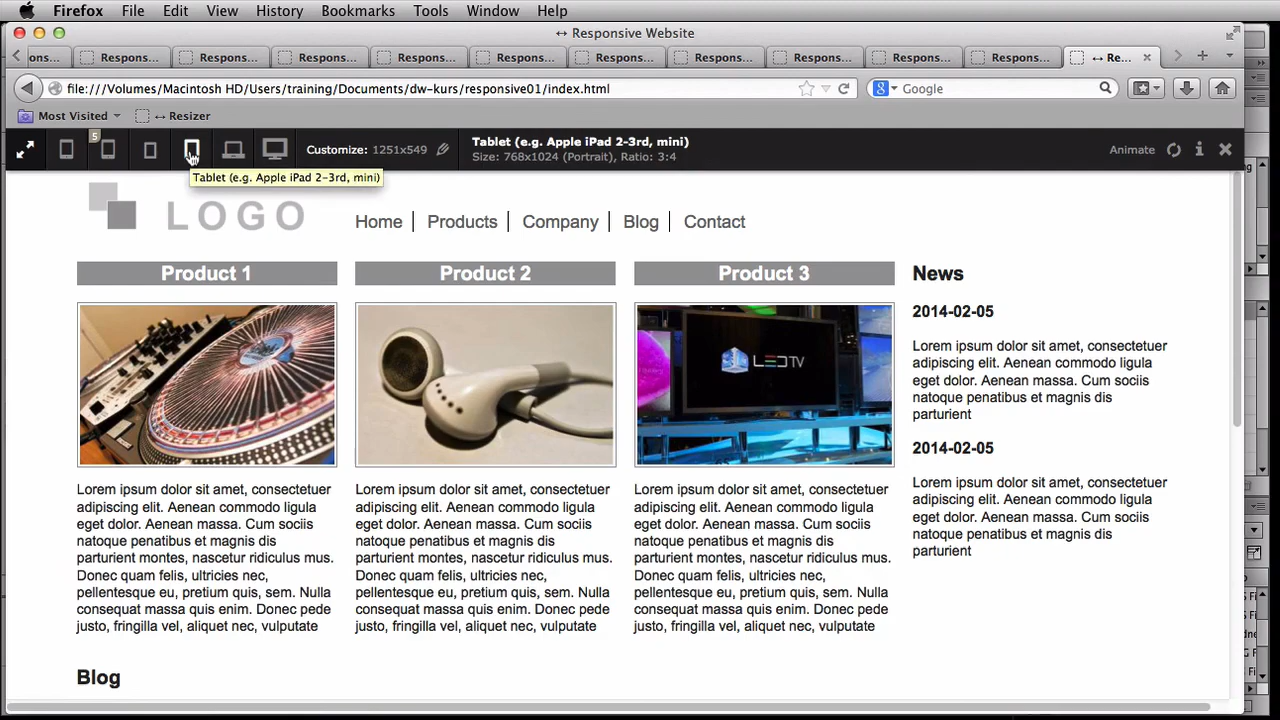 Firefox File Edit View History Bookmarks Tools Window Help
↔ Responsive Website
ons... Respons... Respons... Respons... Respons... Respons... Respons... Respons... Respons... Respons... Respons... ↔ Re...
file:///Volumes/Macintosh HD/Users/training/Documents/dw-kurs/responsive01/index.html
Google
Most Visited ↔ Resizer
5
Customize: 1251x549
Tablet (e.g. Apple iPad 2-3rd, mini)
Size: 768x1024 (Portrait), Ratio: 3:4
Animate
Tablet (e.g. Apple iPad 2-3rd, mini)
LOGO
Home Products Company Blog Contact
Product 1
Lorem ipsum dolor sit amet, consectetuer
adipiscing elit. Aenean commodo ligula
eget dolor. Aenean massa. Cum sociis
natoque penatibus et magnis dis
parturient montes, nascetur ridiculus mus.
Donec quam felis, ultricies nec,
pellentesque eu, pretium quis, sem. Nulla
consequat massa quis enim. Donec pede
justo, fringilla vel, aliquet nec, vulputate
Product 2
Lorem ipsum dolor sit amet, consectetuer
adipiscing elit. Aenean commodo ligula
eget dolor. Aenean massa. Cum sociis
natoque penatibus et magnis dis
parturient montes, nascetur ridiculus mus.
Donec quam felis, ultricies nec,
pellentesque eu, pretium quis, sem. Nulla
consequat massa quis enim. Donec pede
justo, fringilla vel, aliquet nec, vulputate
Product 3
LED TV
Lorem ipsum dolor sit amet, consectetuer
adipiscing elit. Aenean commodo ligula
eget dolor. Aenean massa. Cum sociis
natoque penatibus et magnis dis
parturient montes, nascetur ridiculus mus.
Donec quam felis, ultricies nec,
pellentesque eu, pretium quis, sem. Nulla
consequat massa quis enim. Donec pede
justo, fringilla vel, aliquet nec, vulputate
News
2014-02-05
Lorem ipsum dolor sit amet, consectetuer
adipiscing elit. Aenean commodo ligula
eget dolor. Aenean massa. Cum sociis
natoque penatibus et magnis dis
parturient
2014-02-05
Lorem ipsum dolor sit amet, consectetuer
adipiscing elit. Aenean commodo ligula
eget dolor. Aenean massa. Cum sociis
natoque penatibus et magnis dis
parturient
Blog